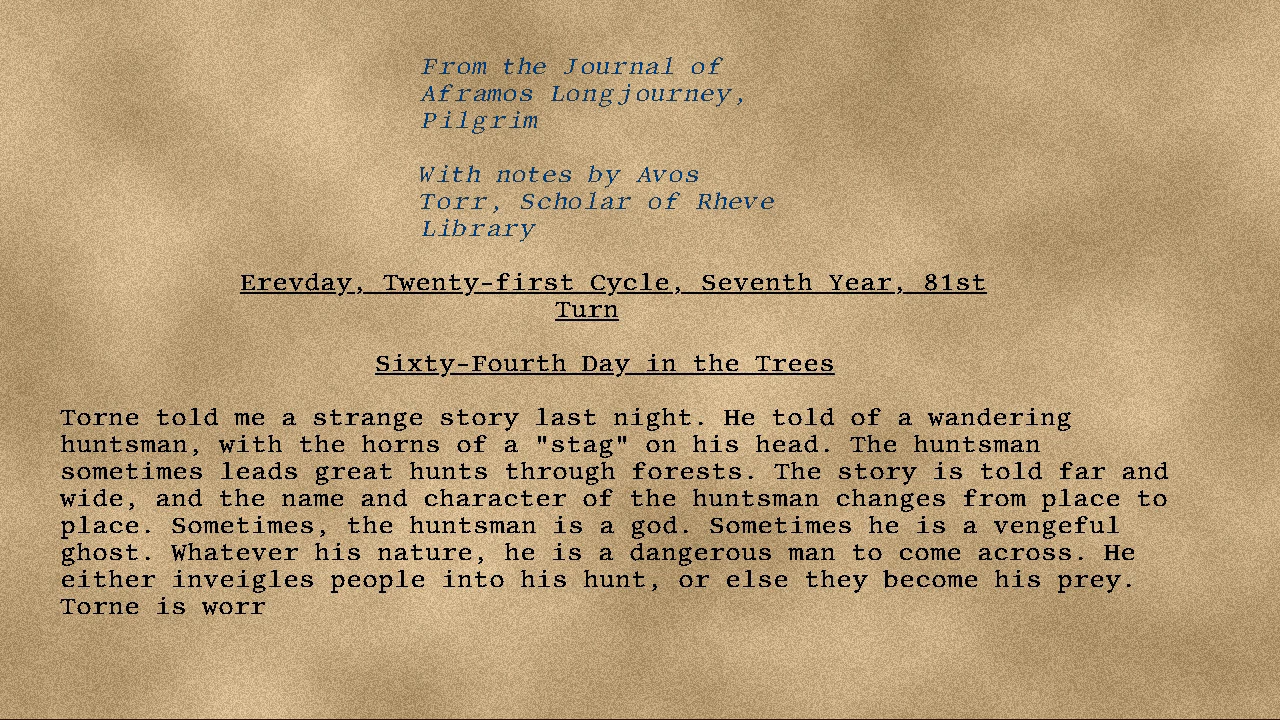 From the Journal of
Aframos Longjourney,
Pilgrim
With notes by Avos
Torr, Scholar of Rheve
Library
Erevday, Twenty-first Cycle, Seventh Year, 81st
Turn
Sixty-Fourth Day in the Trees
Torne told me a strange story last night. He told of a wandering
huntsman, with the horns of a "stag" on his head. The huntsman
sometimes leads great hunts through forests. The story is told far and
wide, and the name and character of the huntsman changes from place to
place. Sometimes, the huntsman is a god. Sometimes he is a vengeful
ghost. Whatever his nature, he is a dangerous man to come across. He
either inveigles people into his hunt, or else they become his prey.
Torne is worr